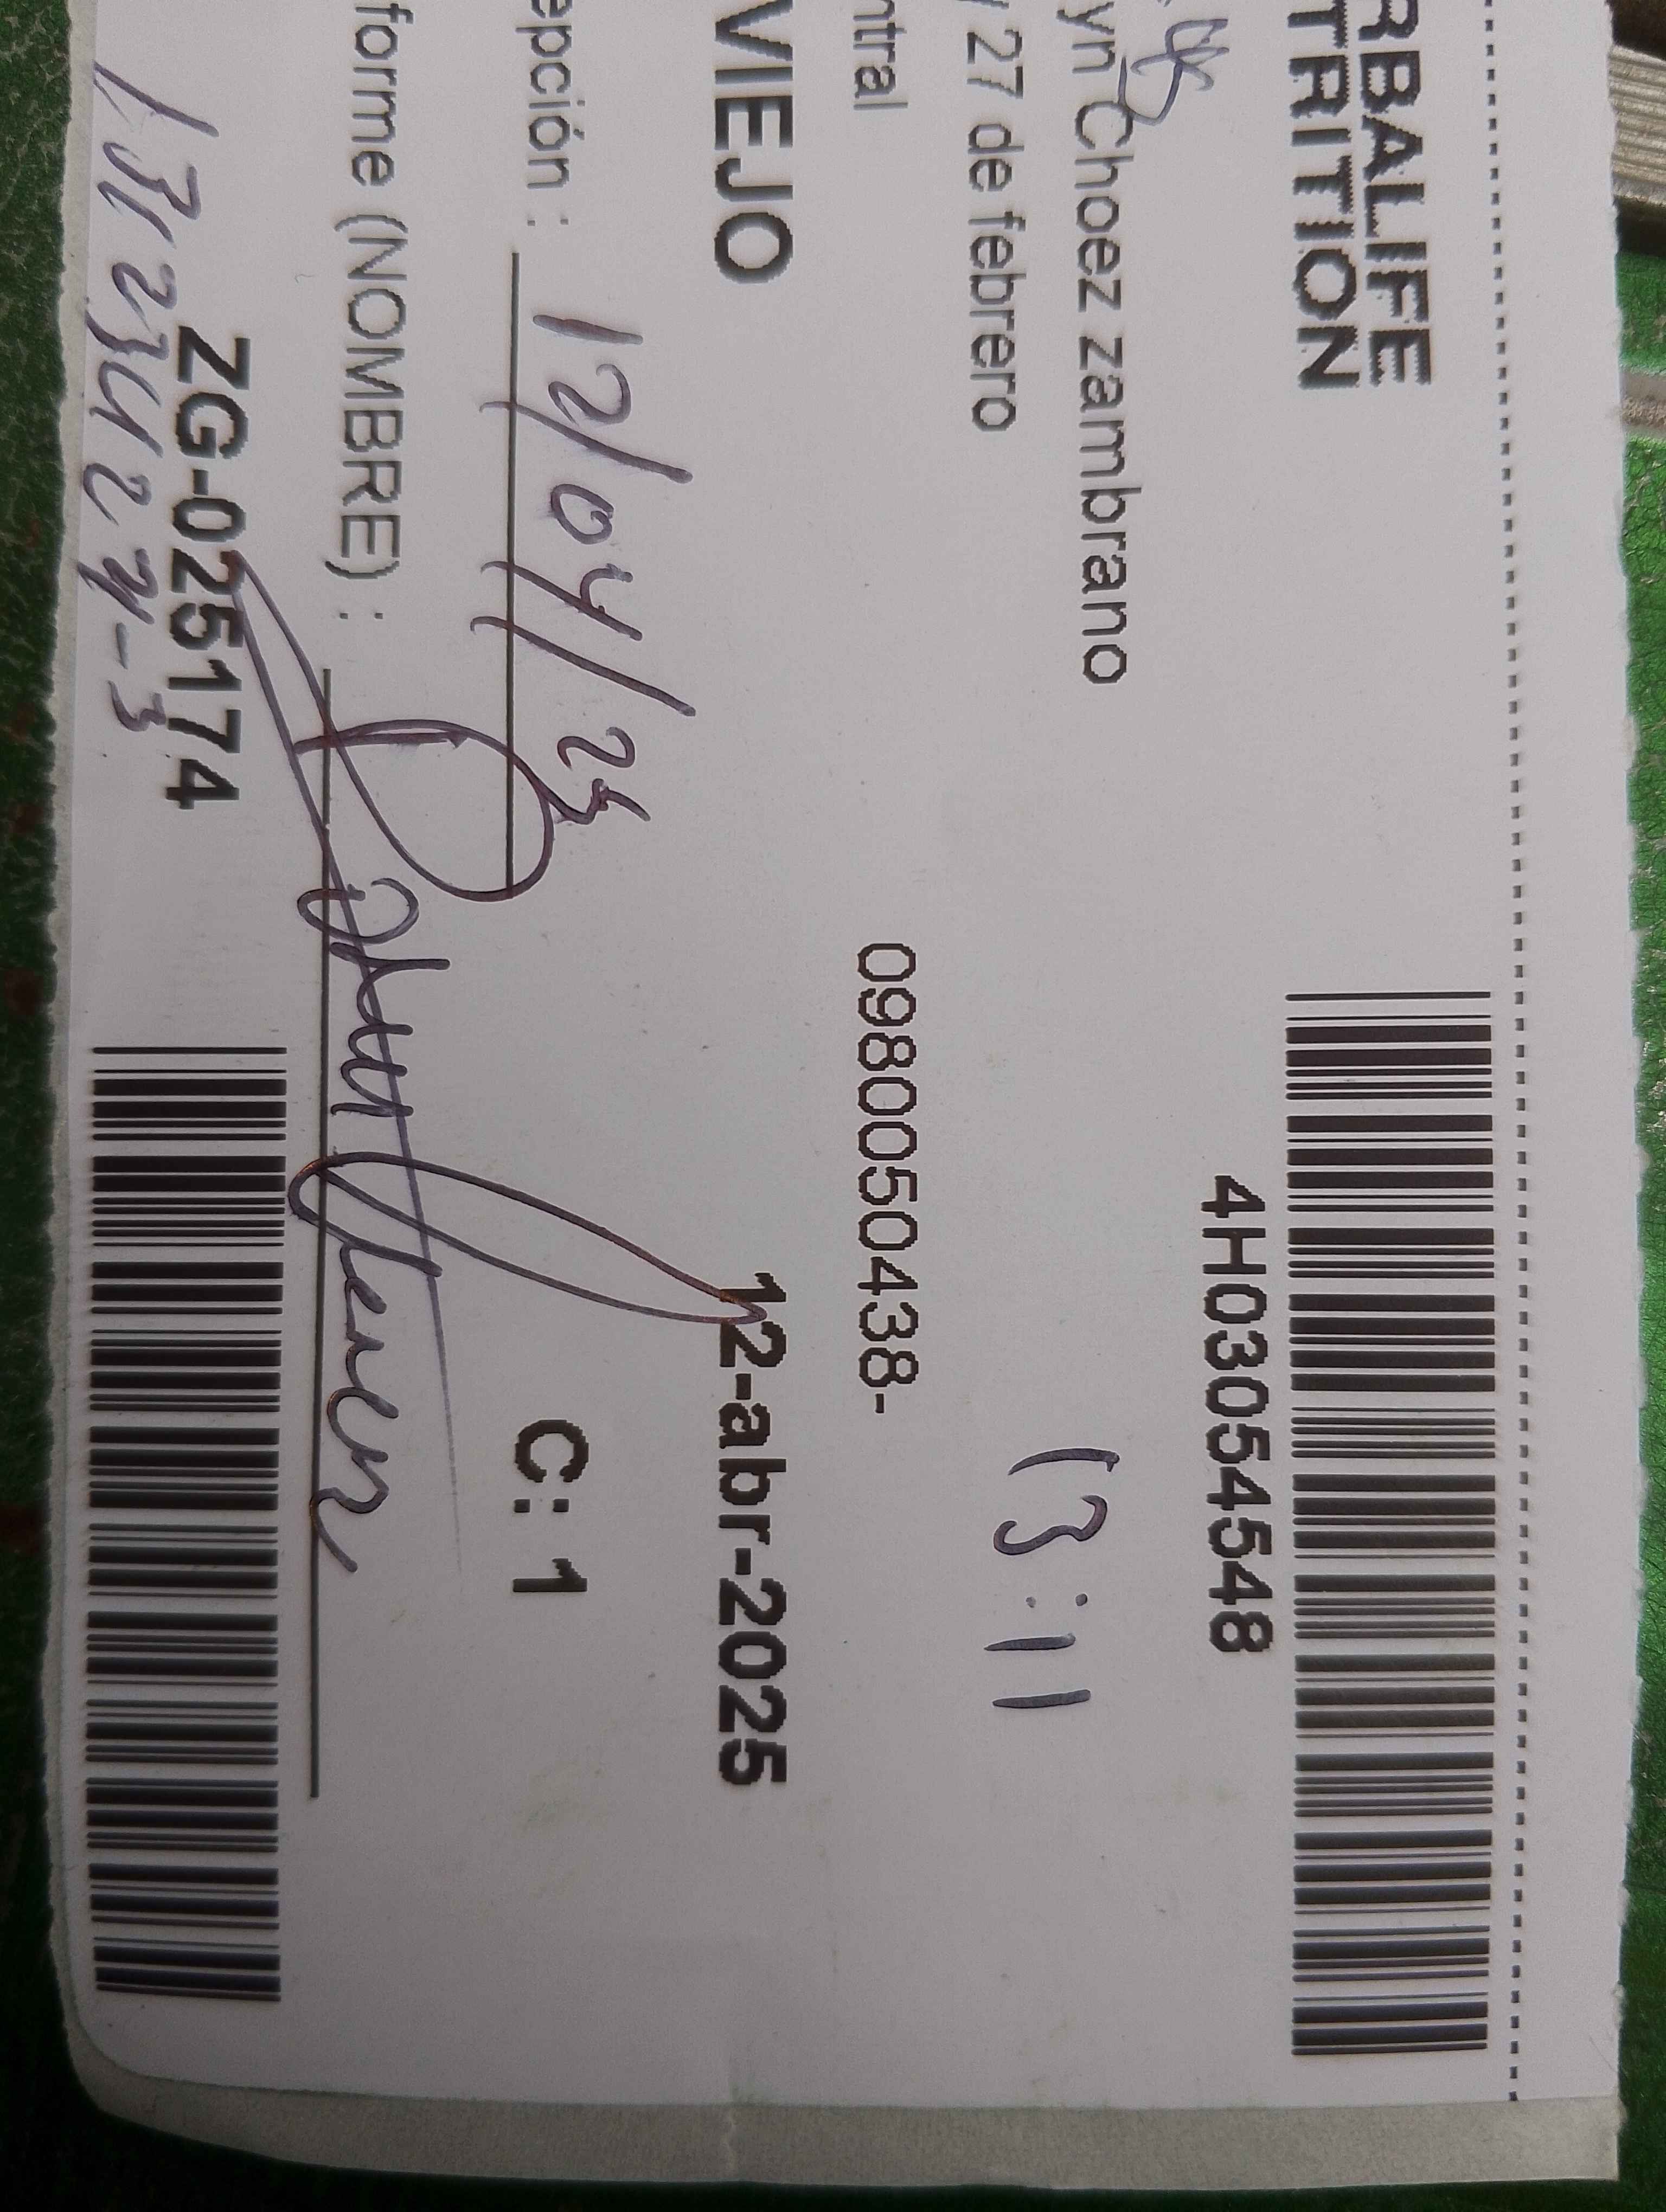 RBALIFE
TRITION
4H03054548
yn Choez zambrano
13:11
y 27 de febrero
ntral
0980050438-
VIEJO
12-abr-2025
epción :
12/04/25
C: 1
forme (NOMBRE) :
ZG-025174